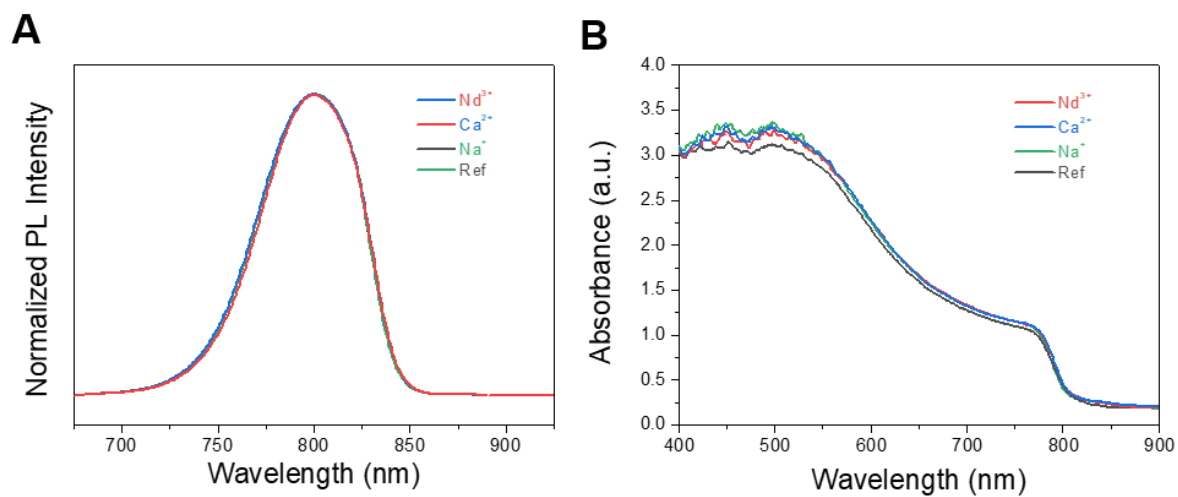 A
Normalized PL Intensity
Nd³⁺
Ca²⁺
Na⁺
Ref
700
750
800
850
900
Wavelength (nm)
B
Absorbance (a.u.)
4.0
3.5
3.0
2.5
2.0
1.5
1.0
0.5
0.0
Nd³⁺
Ca²⁺
Na⁺
Ref
400
500
600
700
800
900
Wavelength (nm)